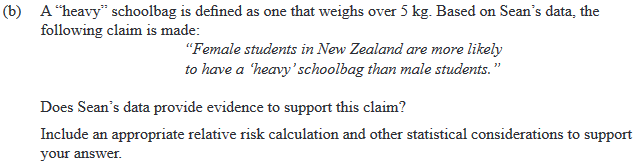 (b) A “heavy” schoolbag is defined as one that weighs over 5 kg. Based on Sean’s data, the
following claim is made:
“Female students in New Zealand are more likely
to have a ‘heavy’ schoolbag than male students.”
Does Sean’s data provide evidence to support this claim?
Include an appropriate relative risk calculation and other statistical considerations to support
your answer.